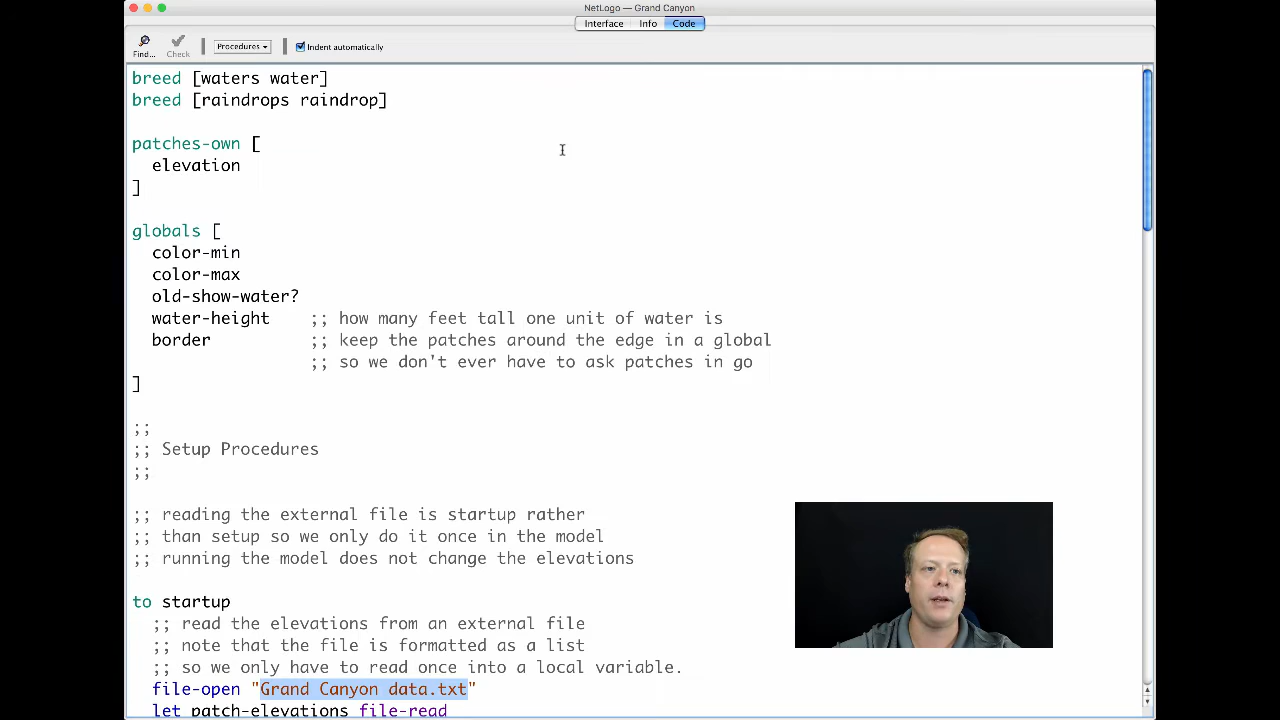 NetLogo — Grand Canyon
Interface Info Code
Find... Check Procedures Indent automatically
breed [waters water]
breed [raindrops raindrop]
patches-own [
elevation
]
globals [
color-min
color-max
old-show-water?
water-height ;; how many feet tall one unit of water is
border ;; keep the patches around the edge in a global
;; so we don't ever have to ask patches in go
]
;;
;; Setup Procedures
;;
;; reading the external file is startup rather
;; than setup so we only do it once in the model
;; running the model does not change the elevations
to startup
;; read the elevations from an external file
;; note that the file is formatted as a list
;; so we only have to read once into a local variable.
file-open "Grand Canyon data.txt"
let patch-elevations file-read